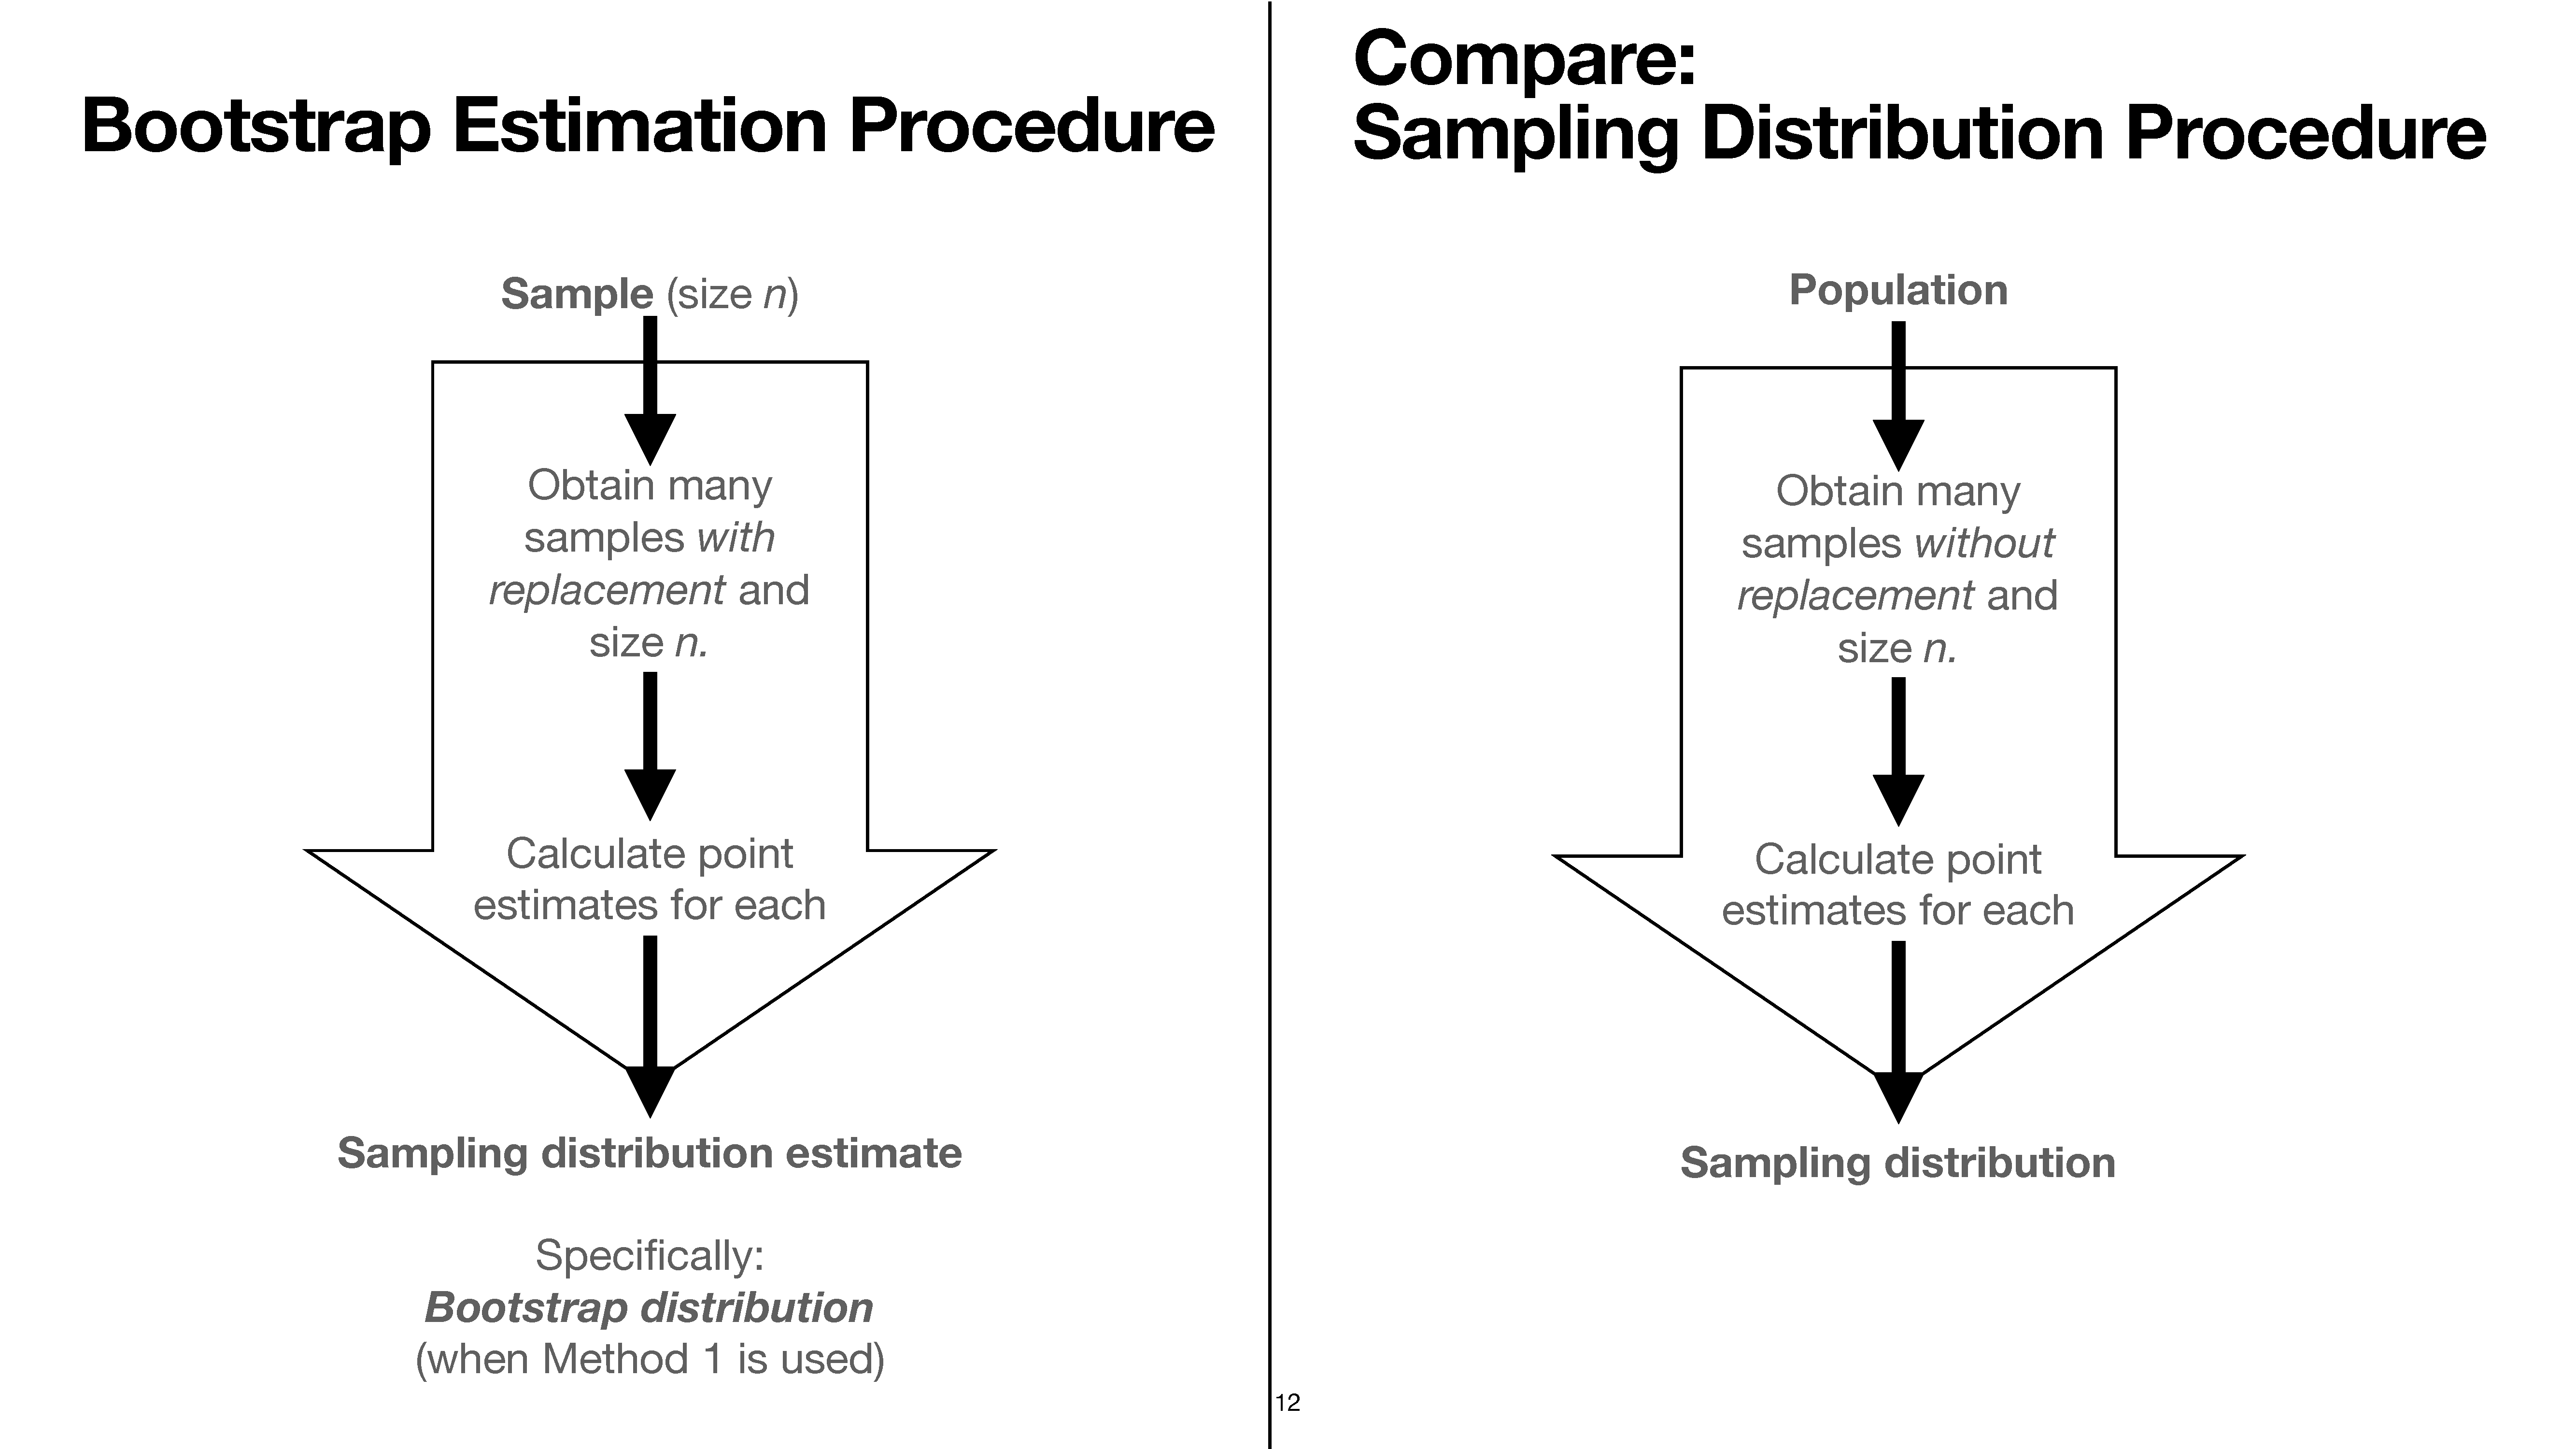 Bootstrap Estimation Procedure
Sample (size n)
Obtain many
samples with
replacement and
size n.
Calculate point
estimates for each
Sampling distribution estimate
Specifically:
Bootstrap distribution
(when Method 1 is used)
Compare:
Sampling Distribution Procedure
Population
Obtain many
samples without
replacement and
size n.
Calculate point
estimates for each
Sampling distribution
12